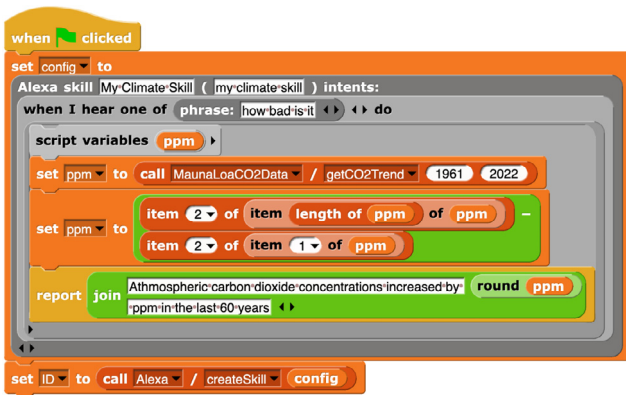 when clicked
set config to
Alexa skill My Climate Skill ( my climate skill ) intents:
when I hear one of phrase: how bad is it do
script variables ppm
set ppm to call MaunaLoaCO2Data / getCO2Trend 1961 2022
item 2 of item length of ppm of ppm −
set ppm to
item 2 of item 1 of ppm
Athmospheric carbon dioxide concentrations increased by round ppm
report join
ppm in the last 60 years
set ID to call Alexa / createSkill config